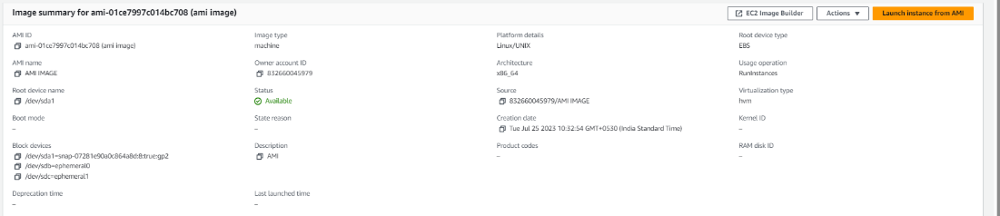 Image summary for ami-01ce7997c014bc708 (ami image)
EC2 Image Builder
Actions
Launch instance from AMI
AMI ID
ami-01ce7997c014bc708 (ami image)
Image type
machine
Platform details
Linux/UNIX
Root device type
EBS
AMI name
AMI IMAGE
Owner account ID
832660045979
Architecture
x86_64
Usage operation
RunInstances
Root device name
/dev/sda1
Status
Available
Source
832660045979/AMI IMAGE
Virtualization type
hvm
Boot mode
–
State reason
–
Creation date
Tue Jul 25 2023 10:32:54 GMT+0530 (India Standard Time)
Kernel ID
–
Block devices
/dev/sda1=snap-07281e90a0c864a8d:8:true:gp2
/dev/sdb=ephemeral0
/dev/sdc=ephemeral1
Description
AMI
Product codes
–
RAM disk ID
–
Deprecation time
–
Last launched time
–